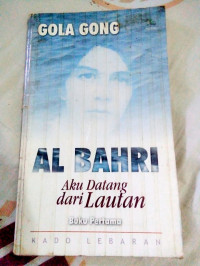 GOLA GONG
AL BAHRI
Aku Datang
dari Lautan
Buku Pertama
KADO LEBARAN